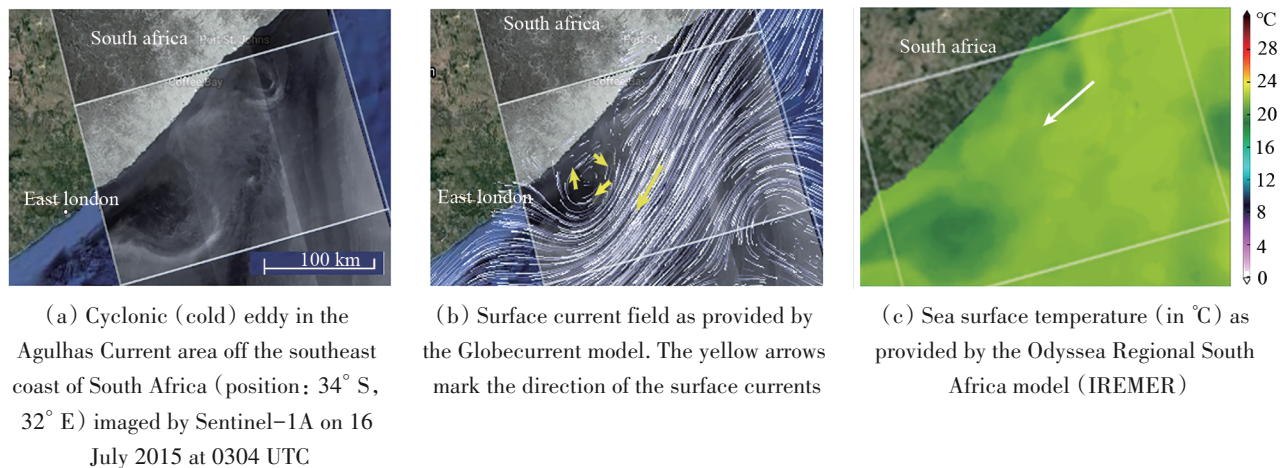 South africa
Port St. Johns
Coffee Bay
East london
100 km
South africa
East london
South africa
℃
28
24
20
16
12
8
4
0
(a) Cyclonic (cold) eddy in the
Agulhas Current area off the southeast
coast of South Africa (position: 34° S,
32° E) imaged by Sentinel-1A on 16
July 2015 at 0304 UTC
(b) Surface current field as provided by
the Globecurrent model. The yellow arrows
mark the direction of the surface currents
(c) Sea surface temperature (in ℃) as
provided by the Odyssea Regional South
Africa model (IREMER)